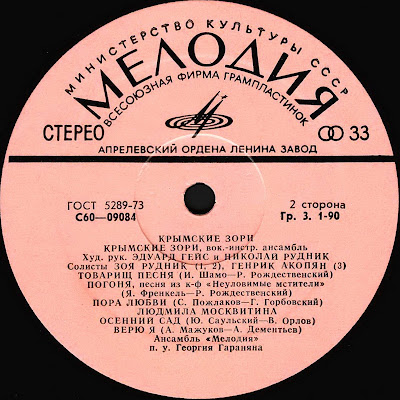 МИНИСТЕРСТВО КУЛЬТУРЫ СССР
МЕЛОДИЯ
ВСЕСОЮЗНАЯ ФИРМА ГРАМПЛАСТИНОК
СТЕРЕО
33
АПРЕЛЕВСКИЙ ОРДЕНА ЛЕНИНА ЗАВОД
ГОСТ 5289-73
2 сторона
С60—09084
Гр. 3. 1-90
КРЫМСКИЕ ЗОРИ
КРЫМСКИЕ ЗОРИ, вок.-инстр. ансамбль
Худ. рук. ЭДУАРД ГЕЙС и НИКОЛАЙ РУДНИК
Солисты ЗОЯ РУДНИК (1, 2), ГЕНРИК АКОПЯН (3)
ТОВАРИЩ ПЕСНЯ (И. Шамо—Р. Рождественский)
ПОГОНЯ, песня из к-ф «Неуловимые мстители»
(Я. Френкель—Р. Рождественский)
ПОРА ЛЮБВИ (С. Пожлаков—Г. Горбовский)
ЛЮДМИЛА МОСКВИТИНА
ОСЕННИЙ САД (Ю. Саульский—В. Орлов)
ВЕРЮ Я (А. Мажуков—А. Дементьев)
Ансамбль «Мелодия»
п. у. Георгия Гараняна